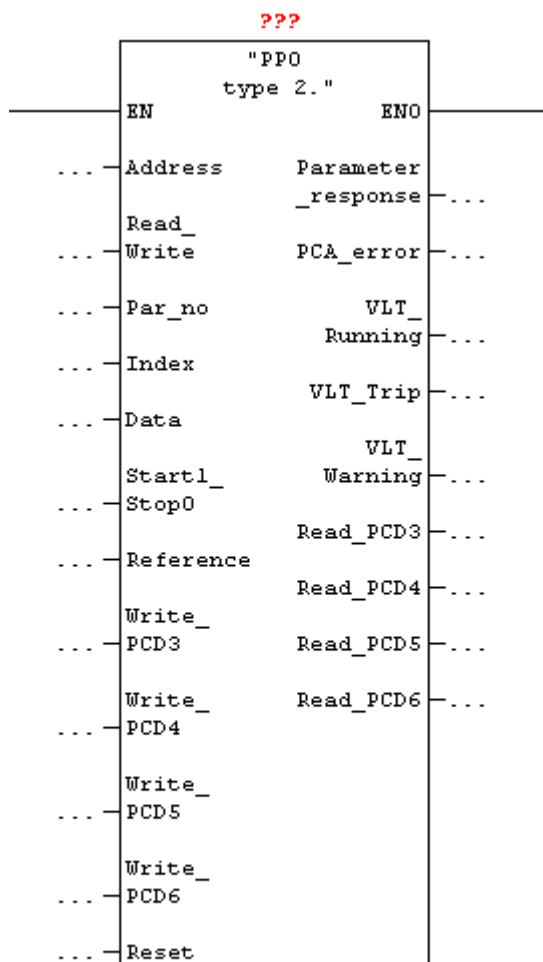 ???
"PPO
type 2."
EN ENO
... Address Parameter
_response ...
Read_
... Write PCA_error ...
... Par_no VLT_
Running ...
... Index
VLT_Trip ...
... Data
VLT_
Start1_ Warning ...
... Stop0
Read_PCD3 ...
... Reference
Read_PCD4 ...
Write_
... PCD3 Read_PCD5 ...
Write_ Read_PCD6 ...
... PCD4
Write_
... PCD5
Write_
... PCD6
... Reset